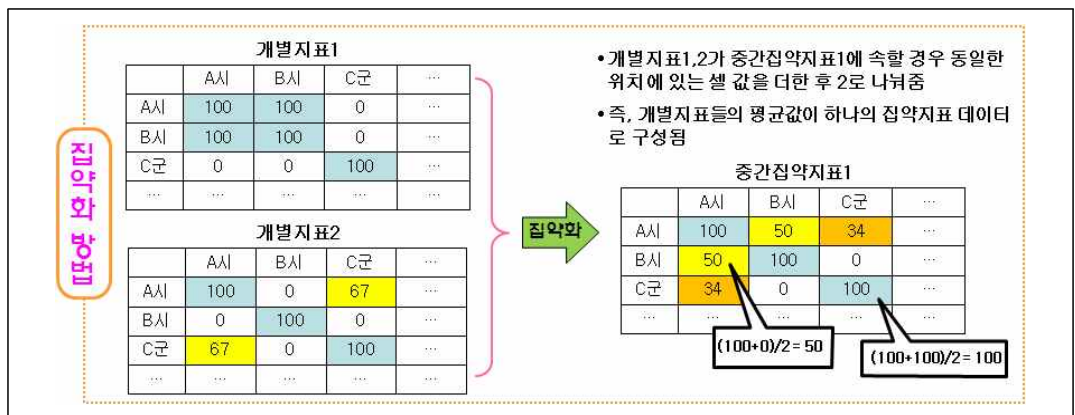 집약화 방법
개별지표1
A시 B시 C군 …
A시 100 100 0 …
B시 100 100 0 …
C군 0 0 100 …
… … … … …
개별지표2
A시 B시 C군 …
A시 100 0 67 …
B시 0 100 0 …
C군 67 0 100 …
… … … … …
집약화
• 개별지표1,2가 중간집약지표1에 속할 경우 동일한
위치에 있는 셀 값을 더한 후 2로 나눠줌
• 즉, 개별지표들의 평균값이 하나의 집약지표 데이터
로 구성됨
중간집약지표1
A시 B시 C군 …
A시 100 50 34 …
B시 50 100 0 …
C군 34 0 100 …
… … … … …
(100+0)/2 = 50
(100+100)/2 = 100